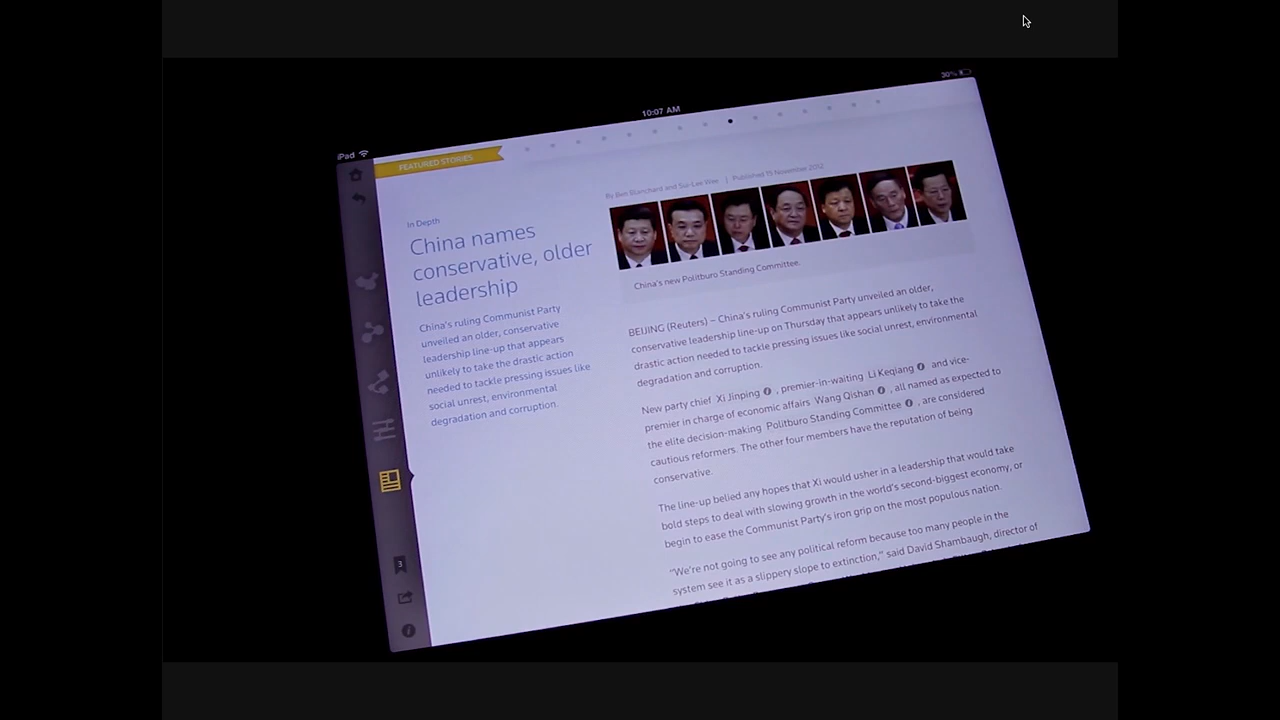 iPad
10:07 AM
30%
FEATURED STORIES
By Ben Blanchard and Sui-Lee Wee | Published 15 November 2012
In Depth
China names
conservative, older
leadership
China's ruling Communist Party
unveiled an older, conservative
leadership line-up that appears
unlikely to take the drastic action
needed to tackle pressing issues like
social unrest, environmental
degradation and corruption.
China's new Politburo Standing Committee.
BEIJING (Reuters) – China's ruling Communist Party unveiled an older,
conservative leadership line-up on Thursday that appears unlikely to take the
drastic action needed to tackle pressing issues like social unrest, environmental
degradation and corruption.
New party chief Xi Jinping , premier-in-waiting Li Keqiang and vice-
premier in charge of economic affairs Wang Qishan , all named as expected to
the elite decision-making Politburo Standing Committee , are considered
cautious reformers. The other four members have the reputation of being
conservative.
The line-up belied any hopes that Xi would usher in a leadership that would take
bold steps to deal with slowing growth in the world's second-biggest economy, or
begin to ease the Communist Party's iron grip on the most populous nation.
"We're not going to see any political reform because too many people in the
system see it as a slippery slope to extinction," said David Shambaugh, director of
3